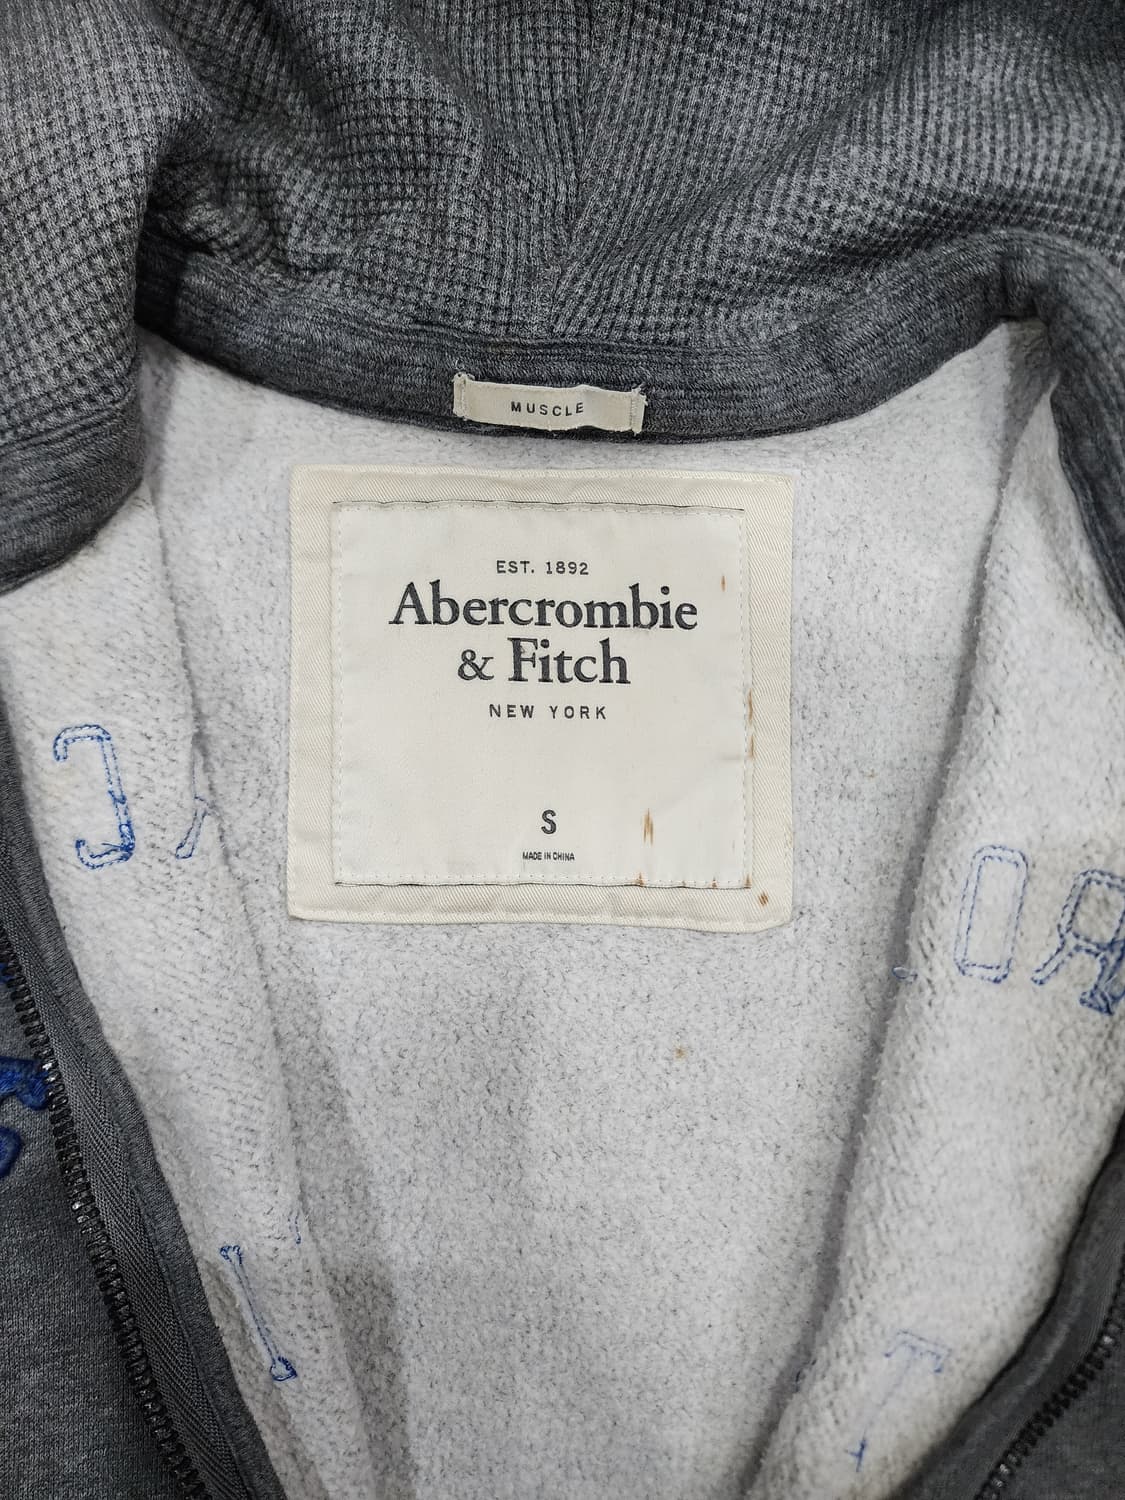 MUSCLE
EST. 1892
Abercrombie
& Fitch
NEW YORK
S
MADE IN CHINA